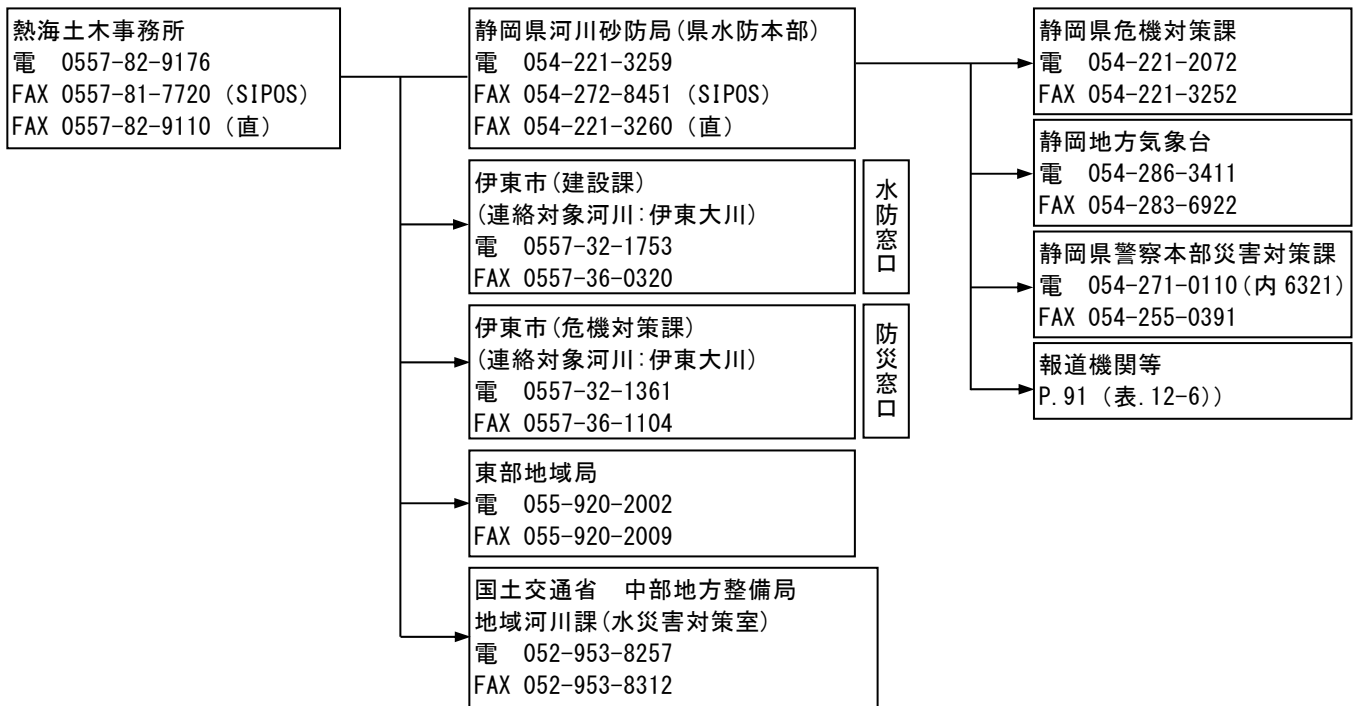 熱海土木事務所
電　0557-82-9176
FAX 0557-81-7720 (SIPOS)
FAX 0557-82-9110 (直)
静岡県河川砂防局(県水防本部)
電　054-221-3259
FAX 054-272-8451 (SIPOS)
FAX 054-221-3260 (直)
伊東市(建設課)
(連絡対象河川:伊東大川)
電　0557-32-1753
FAX 0557-36-0320
水防窓口
伊東市(危機対策課)
(連絡対象河川:伊東大川)
電　0557-32-1361
FAX 0557-36-1104
防災窓口
東部地域局
電　055-920-2002
FAX 055-920-2009
国土交通省　中部地方整備局
地域河川課(水災害対策室)
電　052-953-8257
FAX 052-953-8312
静岡県危機対策課
電　054-221-2072
FAX 054-221-3252
静岡地方気象台
電　054-286-3411
FAX 054-283-6922
静岡県警察本部災害対策課
電　054-271-0110(内 6321)
FAX 054-255-0391
報道機関等
P.91 (表.12-6))